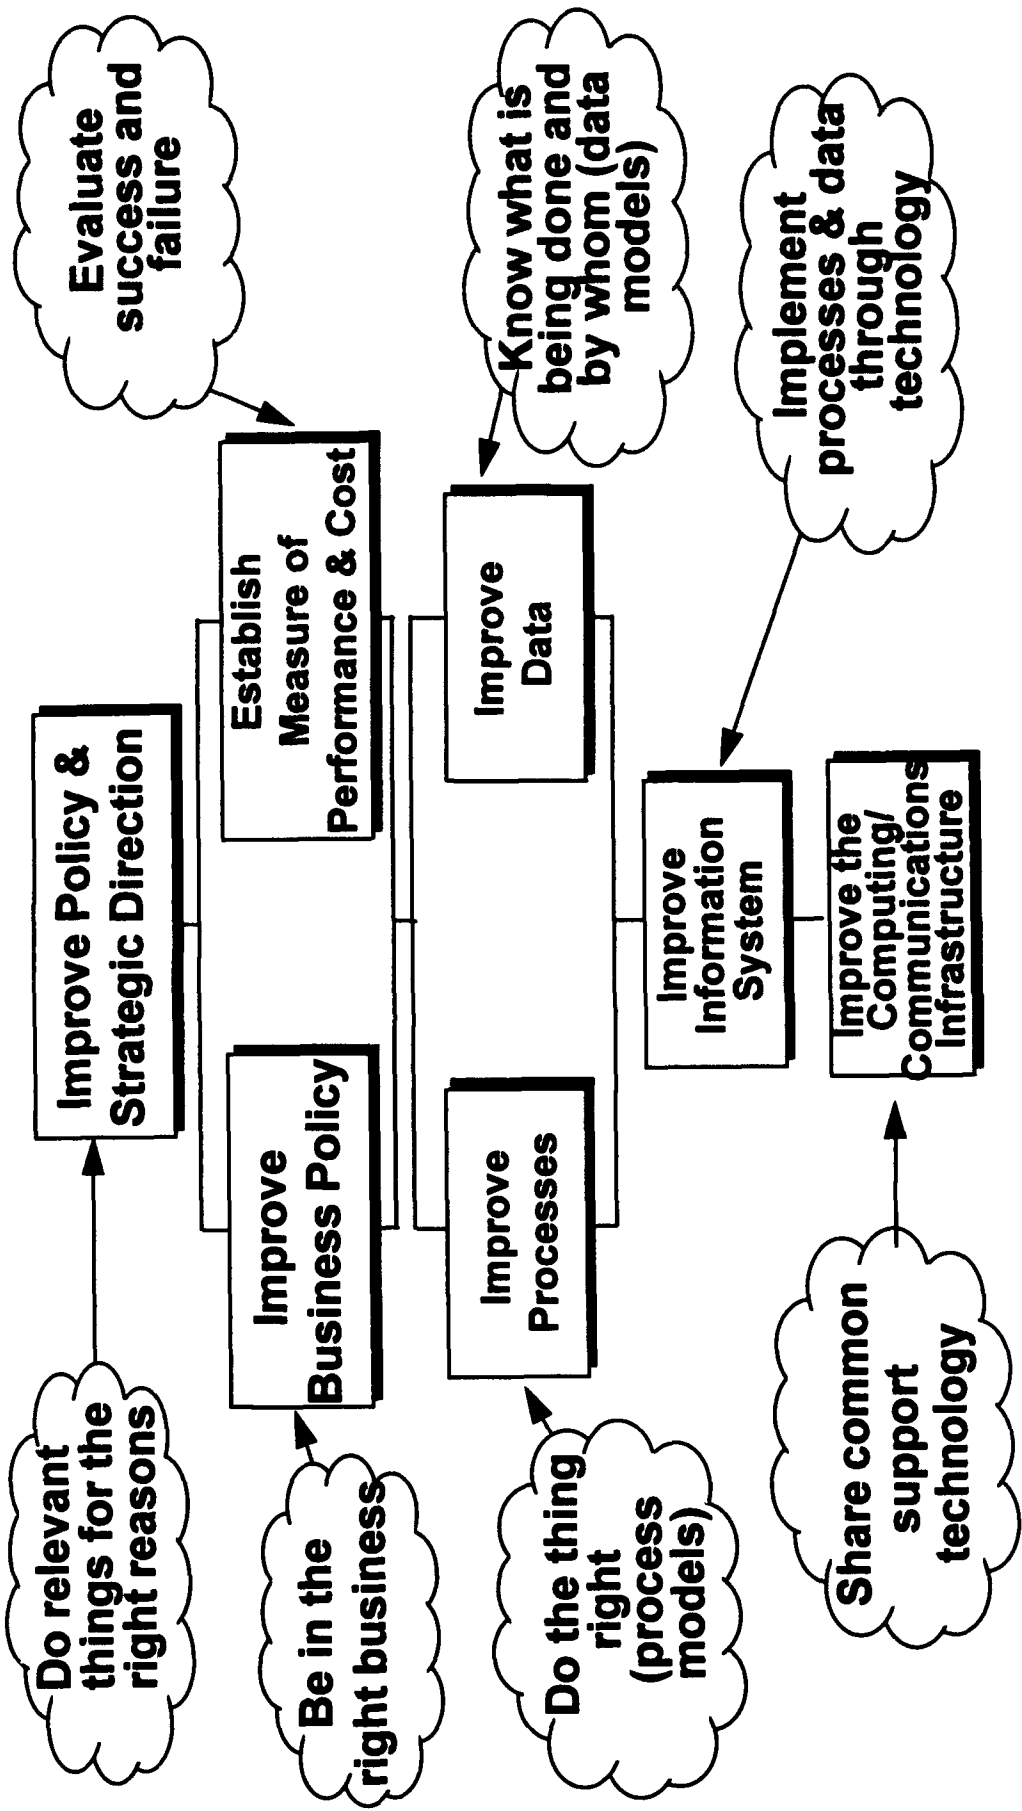 Do relevant
things for the
right reasons
Improve Policy &
Strategic Direction
Evaluate
success and
failure
Be in the
right business
Improve
Business Policy
Establish
Measure of
Performance & Cost
Do the thing
right
(process
models)
Improve
Processes
Improve
Data
Know what is
being done and
by whom (data
models)
Improve
Information
System
Implement
processes & data
through
technology
Share common
support
technology
Improve the
Computing/
Communications
Infrastructure